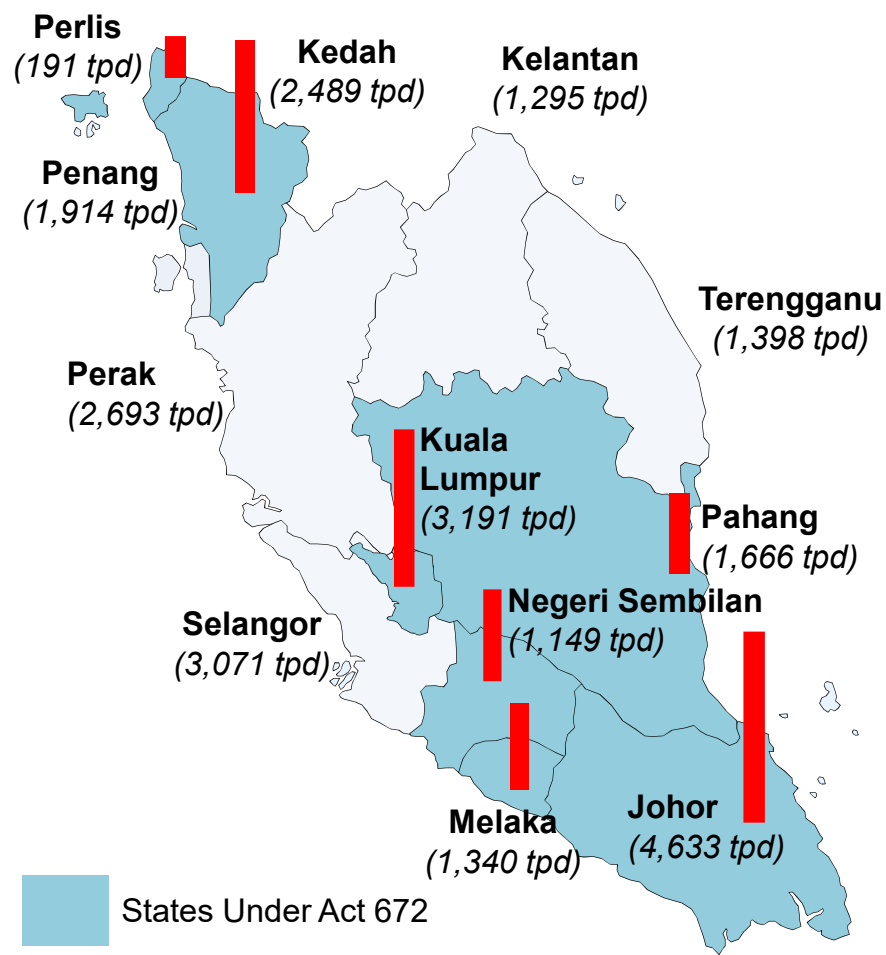 Perlis
(191 tpd)
Kedah
(2,489 tpd)
Kelantan
(1,295 tpd)
Penang
(1,914 tpd)
Terengganu
(1,398 tpd)
Perak
(2,693 tpd)
Kuala
Lumpur
(3,191 tpd)
Pahang
(1,666 tpd)
Negeri Sembilan
(1,149 tpd)
Selangor
(3,071 tpd)
Melaka
(1,340 tpd)
Johor
(4,633 tpd)
States Under Act 672